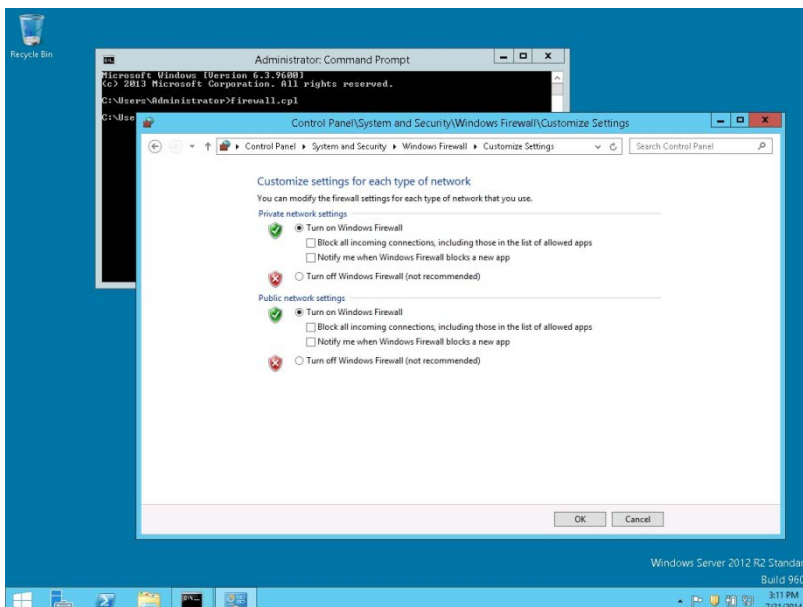 Recycle Bin
Administrator: Command Prompt
Microsoft Windows [Version 6.3.9600]
(c) 2013 Microsoft Corporation. All rights reserved.
C:\Users\Administrator>firewall.cpl
C:\Use
Control Panel\System and Security\Windows Firewall\Customize Settings
Control Panel ▸ System and Security ▸ Windows Firewall ▸ Customize Settings
Search Control Panel
Customize settings for each type of network
You can modify the firewall settings for each type of network that you use.
Private network settings
Turn on Windows Firewall
Block all incoming connections, including those in the list of allowed apps
Notify me when Windows Firewall blocks a new app
Turn off Windows Firewall (not recommended)
Public network settings
Turn on Windows Firewall
Block all incoming connections, including those in the list of allowed apps
Notify me when Windows Firewall blocks a new app
Turn off Windows Firewall (not recommended)
OK
Cancel
Windows Server 2012 R2 Standar
Build 960
3:11 PM